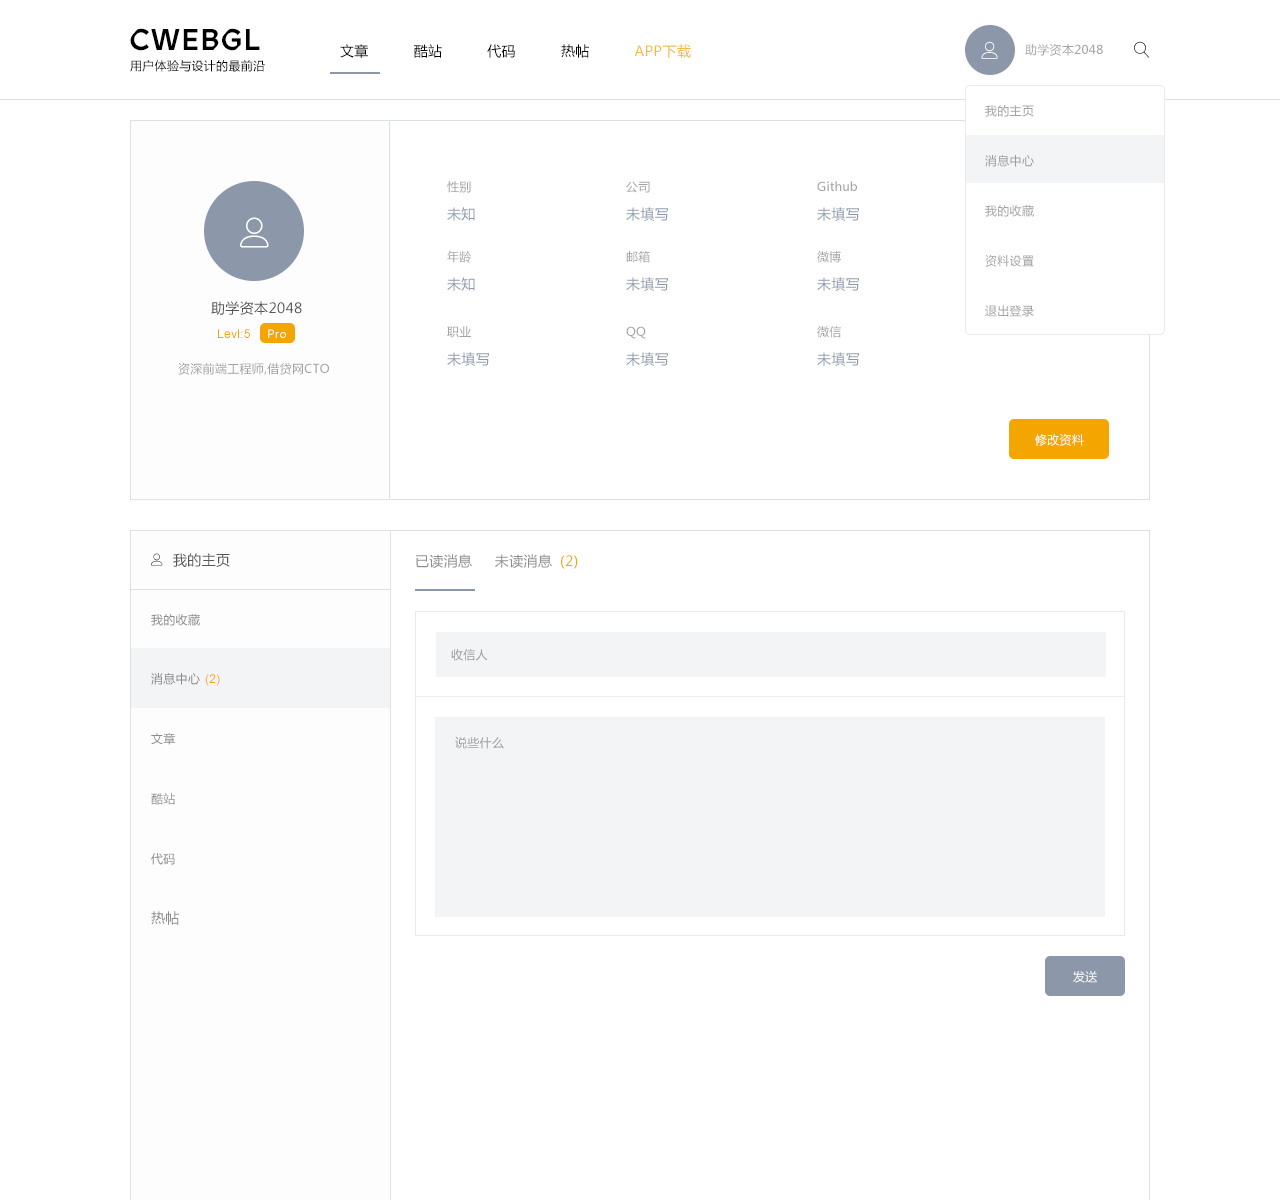 CWEBGL
用户体验与设计的最前沿
文章
酷站
代码
热帖
APP下载
助学资本2048
我的主页
消息中心
我的收藏
资料设置
退出登录
助学资本2048
Levl:5 Pro
资深前端工程师,借贷网CTO
性别
未知
公司
未填写
Github
未填写
年龄
未知
邮箱
未填写
微博
未填写
职业
未填写
QQ
未填写
微信
未填写
修改资料
我的主页
我的收藏
消息中心 (2)
文章
酷站
代码
热帖
已读消息
未读消息 (2)
收信人
说些什么
发送